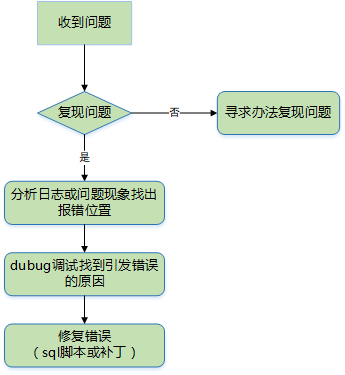 收到问题
复现问题
否
寻求办法复现问题
是
分析日志或问题现象找出
报错位置
dubug调试找到引发错误
的原因
修复错误
（sql脚本或补丁）